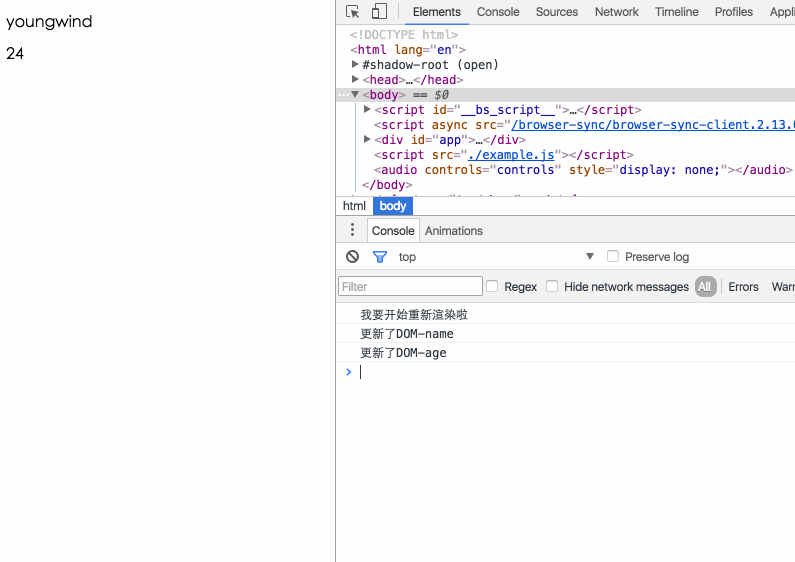 youngwind
24
Elements Console Sources Network Timeline Profiles Appli
<!DOCTYPE html>
<html lang="en">
#shadow-root (open)
<head>…</head>
…<body> == $0
<script id="__bs_script__">…</script>
<script async src="/browser-sync/browser-sync-client.2.13.0
<div id="app">…</div>
<script src="./example.js"></script>
<audio controls="controls" style="display: none;"></audio>
</body>
html body
Console Animations
top Preserve log
Filter Regex Hide network messages All Errors Warn
我要开始重新渲染啦
更新了DOM-name
更新了DOM-age
>